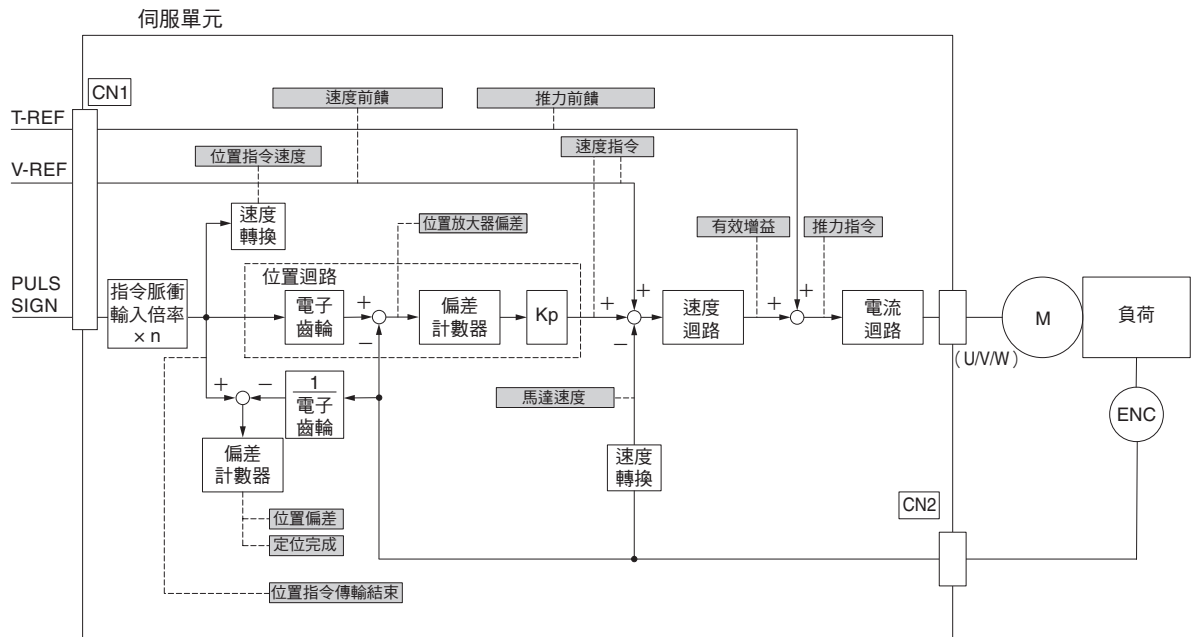 伺服單元
CN1
速度前饋
推力前饋
T-REF
位置指令速度
速度指令
V-REF
速度
轉換
位置放大器偏差
有效增益
推力指令
PULS
SIGN
指令脈衝
輸入倍率
× n
位置迴路
電子
齒輪
+
−
偏差
計數器
Kp
+
+
−
速度
迴路
+
+
電流
迴路
(U/V/W)
M
負荷
+
−
1
電子
齒輪
馬達速度
ENC
偏差
計數器
速度
轉換
CN2
位置偏差
定位完成
位置指令傳輸結束